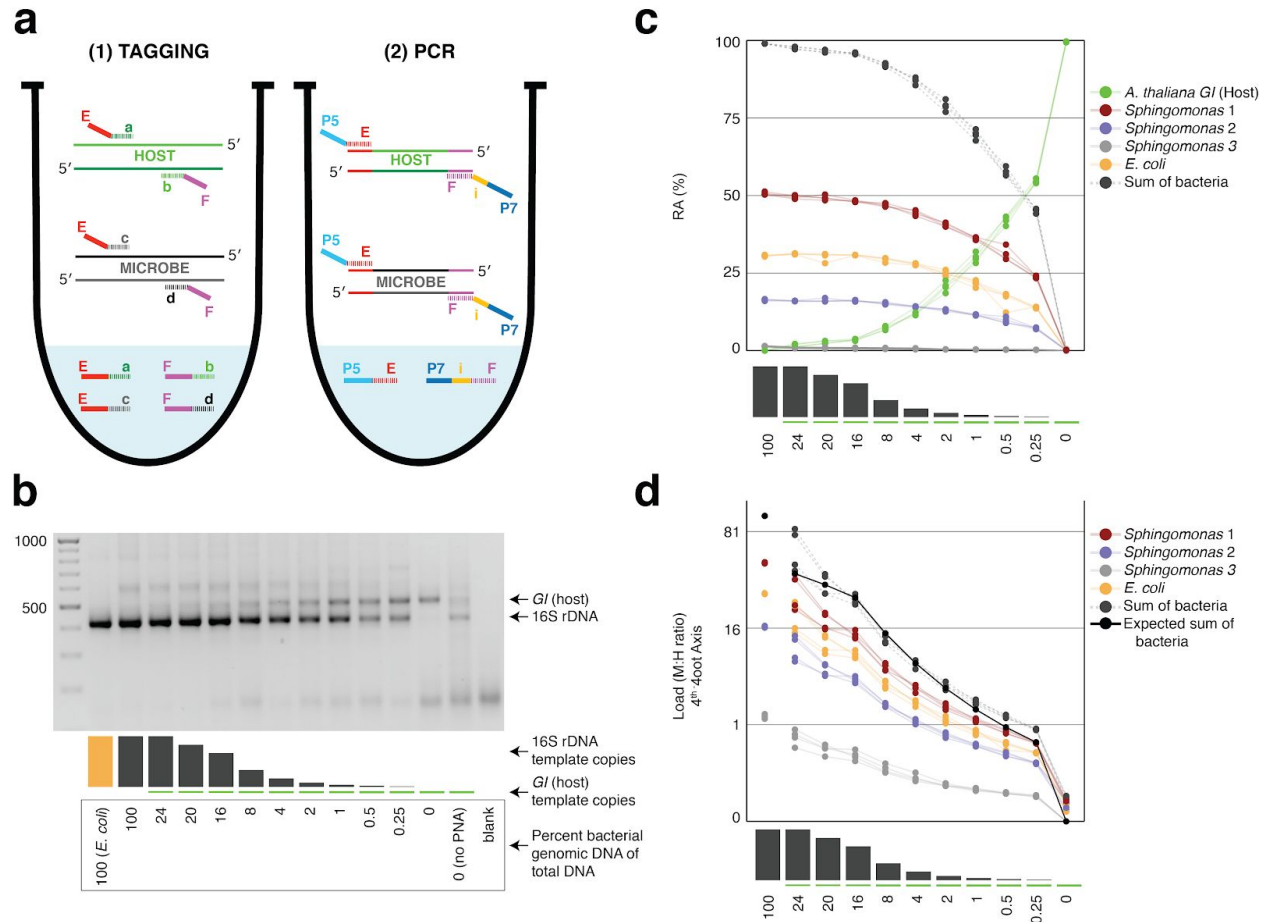 a
(1) TAGGING
(2) PCR
E
a
5′
HOST
5′
b
F
E
c
5′
MICROBE
5′
d
F
E a F b
E c F d
P5
E
5′
HOST
5′
F
i
P7
P5
E
5′
MICROBE
5′
F
i
P7
P5 E P7 i F
b
1000
500
GI (host)
16S rDNA
16S rDNA
template copies
GI (host)
template copies
100 (E. coli)
100
24
20
16
8
4
2
1
0.5
0.25
0
0 (no PNA)
blank
Percent bacterial
genomic DNA of
total DNA
c
RA (%)
100
75
50
25
0
A. thaliana GI (Host)
Sphingomonas 1
Sphingomonas 2
Sphingomonas 3
E. coli
Sum of bacteria
100
24
20
16
8
4
2
1
0.5
0.25
0
d
Load (M:H ratio)
4th-4oot Axis
81
16
1
0
Sphingomonas 1
Sphingomonas 2
Sphingomonas 3
E. coli
Sum of bacteria
Expected sum of
bacteria
100
24
20
16
8
4
2
1
0.5
0.25
0